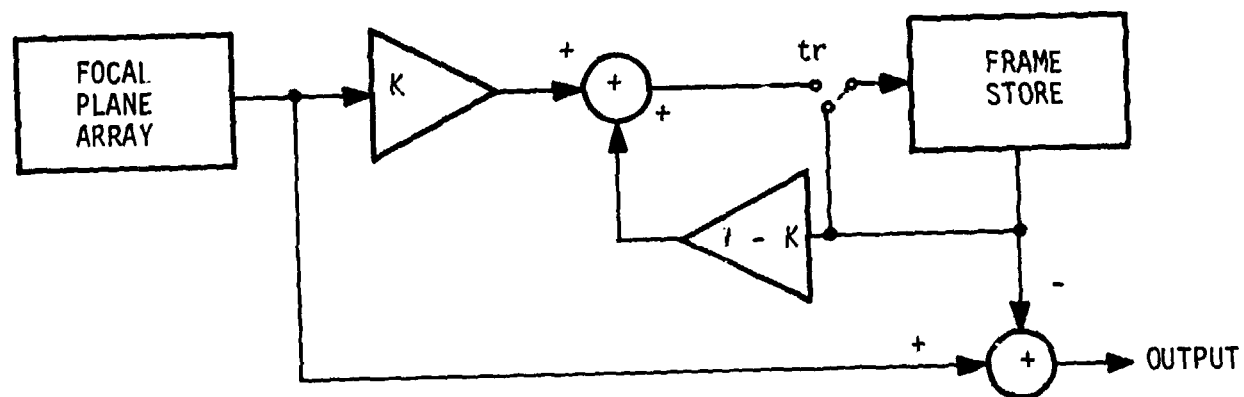 FOCAL
PLANE
ARRAY
K
+
+
+
tr
FRAME
STORE
1 - K
-
+
+
OUTPUT